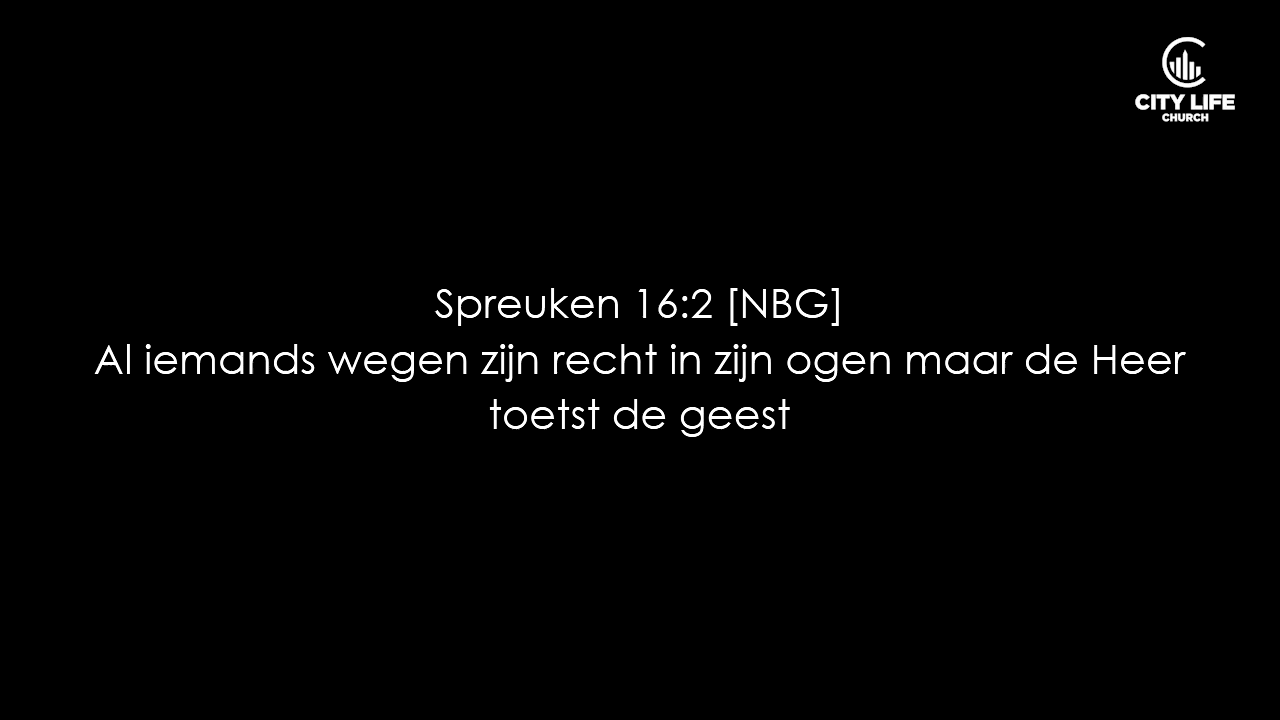 CITY LIFE
CHURCH
Spreuken 16:2 [NBG]
Al iemands wegen zijn recht in zijn ogen maar de Heer
toetst de geest